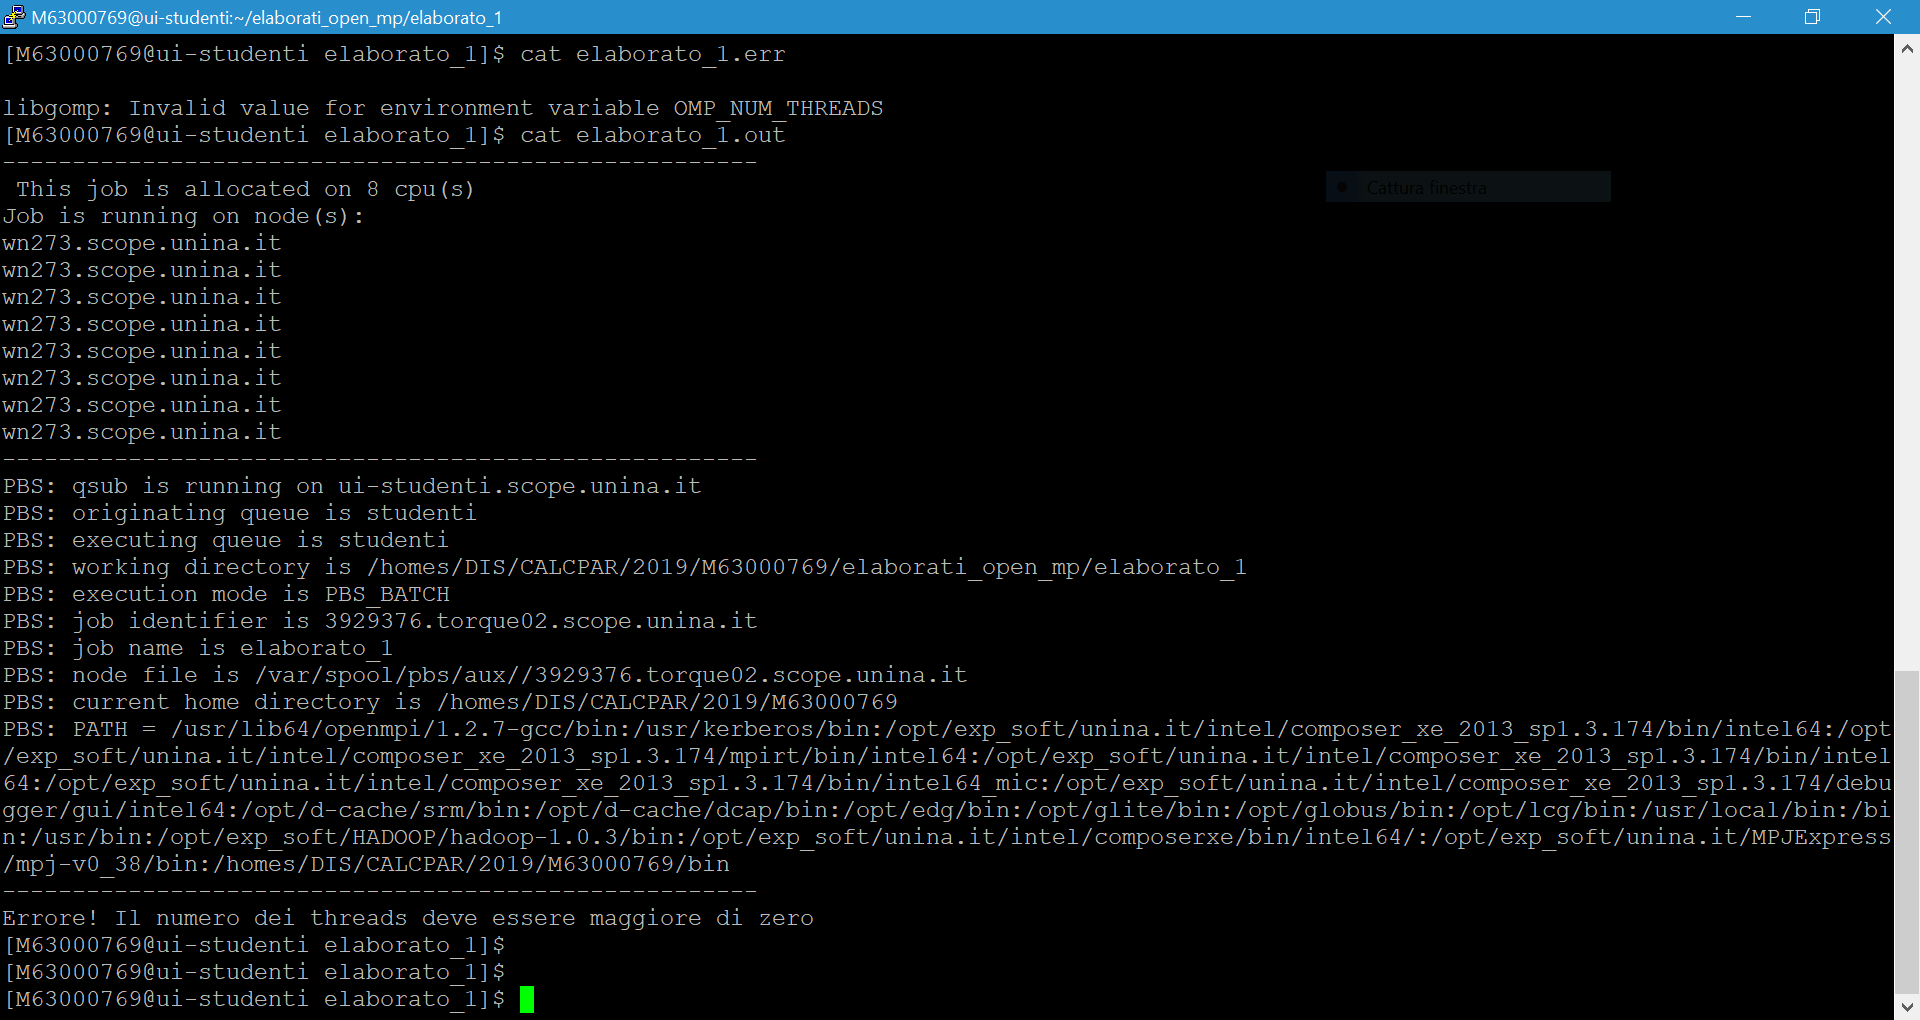 M63000769@ui-studenti:~/elaborati_open_mp/elaborato_1
[M63000769@ui-studenti elaborato_1]$ cat elaborato_1.err
libgomp: Invalid value for environment variable OMP_NUM_THREADS
[M63000769@ui-studenti elaborato_1]$ cat elaborato_1.out
------------------------------------------------------
This job is allocated on 8 cpu(s)
Cattura finestra
Job is running on node(s):
wn273.scope.unina.it
wn273.scope.unina.it
wn273.scope.unina.it
wn273.scope.unina.it
wn273.scope.unina.it
wn273.scope.unina.it
wn273.scope.unina.it
wn273.scope.unina.it
------------------------------------------------------
PBS: qsub is running on ui-studenti.scope.unina.it
PBS: originating queue is studenti
PBS: executing queue is studenti
PBS: working directory is /homes/DIS/CALCPAR/2019/M63000769/elaborati_open_mp/elaborato_1
PBS: execution mode is PBS_BATCH
PBS: job identifier is 3929376.torque02.scope.unina.it
PBS: job name is elaborato_1
PBS: node file is /var/spool/pbs/aux//3929376.torque02.scope.unina.it
PBS: current home directory is /homes/DIS/CALCPAR/2019/M63000769
PBS: PATH = /usr/lib64/openmpi/1.2.7-gcc/bin:/usr/kerberos/bin:/opt/exp_soft/unina.it/intel/composer_xe_2013_sp1.3.174/bin/intel64:/opt
/exp_soft/unina.it/intel/composer_xe_2013_sp1.3.174/mpirt/bin/intel64:/opt/exp_soft/unina.it/intel/composer_xe_2013_sp1.3.174/bin/intel
64:/opt/exp_soft/unina.it/intel/composer_xe_2013_sp1.3.174/bin/intel64_mic:/opt/exp_soft/unina.it/intel/composer_xe_2013_sp1.3.174/debu
gger/gui/intel64:/opt/d-cache/srm/bin:/opt/d-cache/dcap/bin:/opt/edg/bin:/opt/glite/bin:/opt/globus/bin:/opt/lcg/bin:/usr/local/bin:/bi
n:/usr/bin:/opt/exp_soft/HADOOP/hadoop-1.0.3/bin:/opt/exp_soft/unina.it/intel/composerxe/bin/intel64/:/opt/exp_soft/unina.it/MPJExpress
/mpj-v0_38/bin:/homes/DIS/CALCPAR/2019/M63000769/bin
------------------------------------------------------
Errore! Il numero dei threads deve essere maggiore di zero
[M63000769@ui-studenti elaborato_1]$
[M63000769@ui-studenti elaborato_1]$
[M63000769@ui-studenti elaborato_1]$